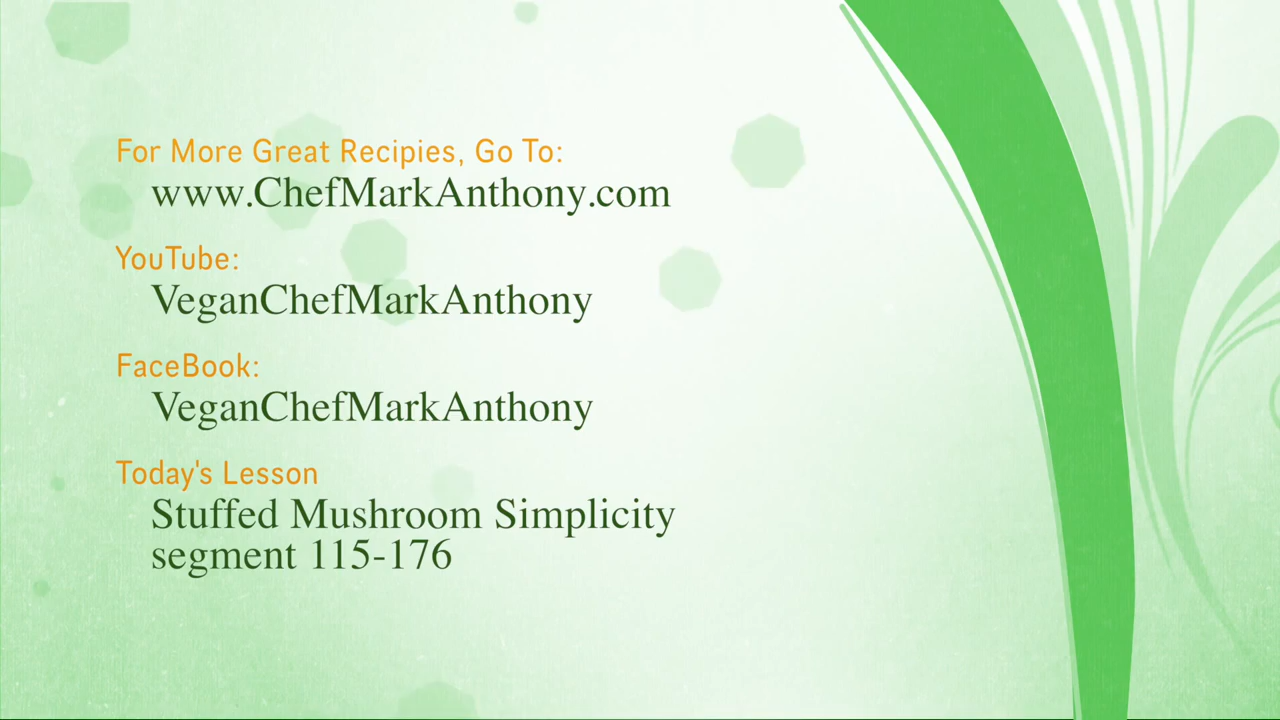 For More Great Recipies, Go To:
www.ChefMarkAnthony.com
YouTube:
VeganChefMarkAnthony
FaceBook:
VeganChefMarkAnthony
Today's Lesson
Stuffed Mushroom Simplicity
segment 115-176